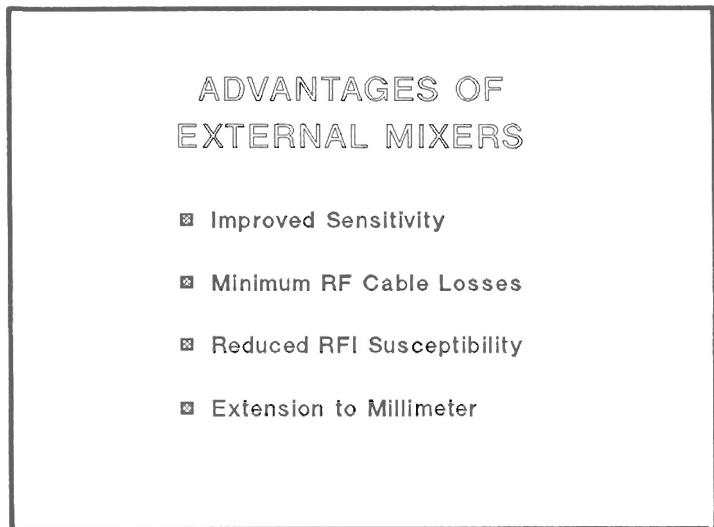 ADVANTAGES OF
EXTERNAL MIXERS
Improved Sensitivity
Minimum RF Cable Losses
Reduced RFI Susceptibility
Extension to Millimeter